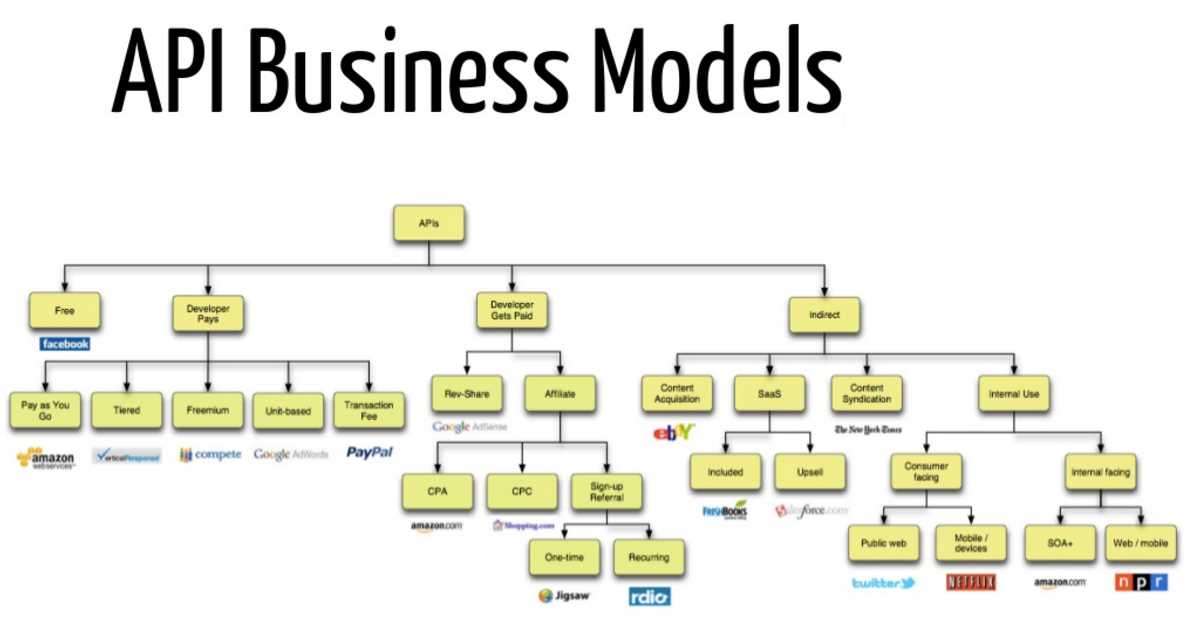 API Business Models
APIs
Free
Developer
Pays
Developer
Gets Paid
Indirect
facebook
Pay as You
Go
Tiered
Freemium
Unit-based
Transaction
Fee
Rev-Share
Affiliate
Content
Acquisition
SaaS
Content
Syndication
Internal Use
amazon
webservices™
VerticalResponse
compete
Google AdWords
PayPal
Google AdSense
ebY
The New York Times
CPA
CPC
Sign-up
Referral
Included
Upsell
Consumer
facing
Internal facing
amazon.com
Shopping.com
FRESHBOOKS
salesforce.com
One-time
Recurring
Public web
Mobile /
devices
SOA+
Web / mobile
Jigsaw
rdio
twitter
NETFLIX
amazon.com
npr